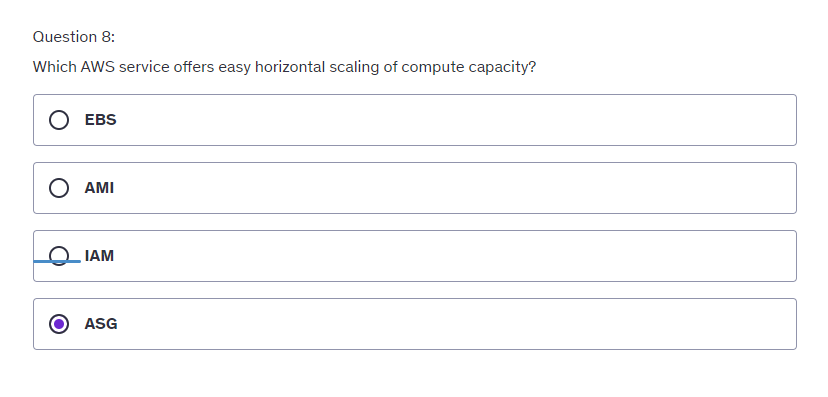 Question 8:
Which AWS service offers easy horizontal scaling of compute capacity?
EBS
AMI
IAM
ASG